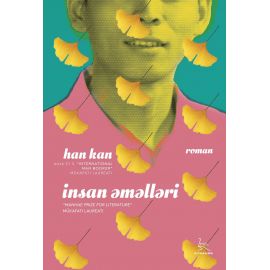 han kan
"INTERNATIONAL
MAN BOOKER"
MÜKAFATI LAUREATI
roman
insan əməlləri
"MANHAE PRIZE FOR LITERATURE"
MÜKAFATI LAUREATI